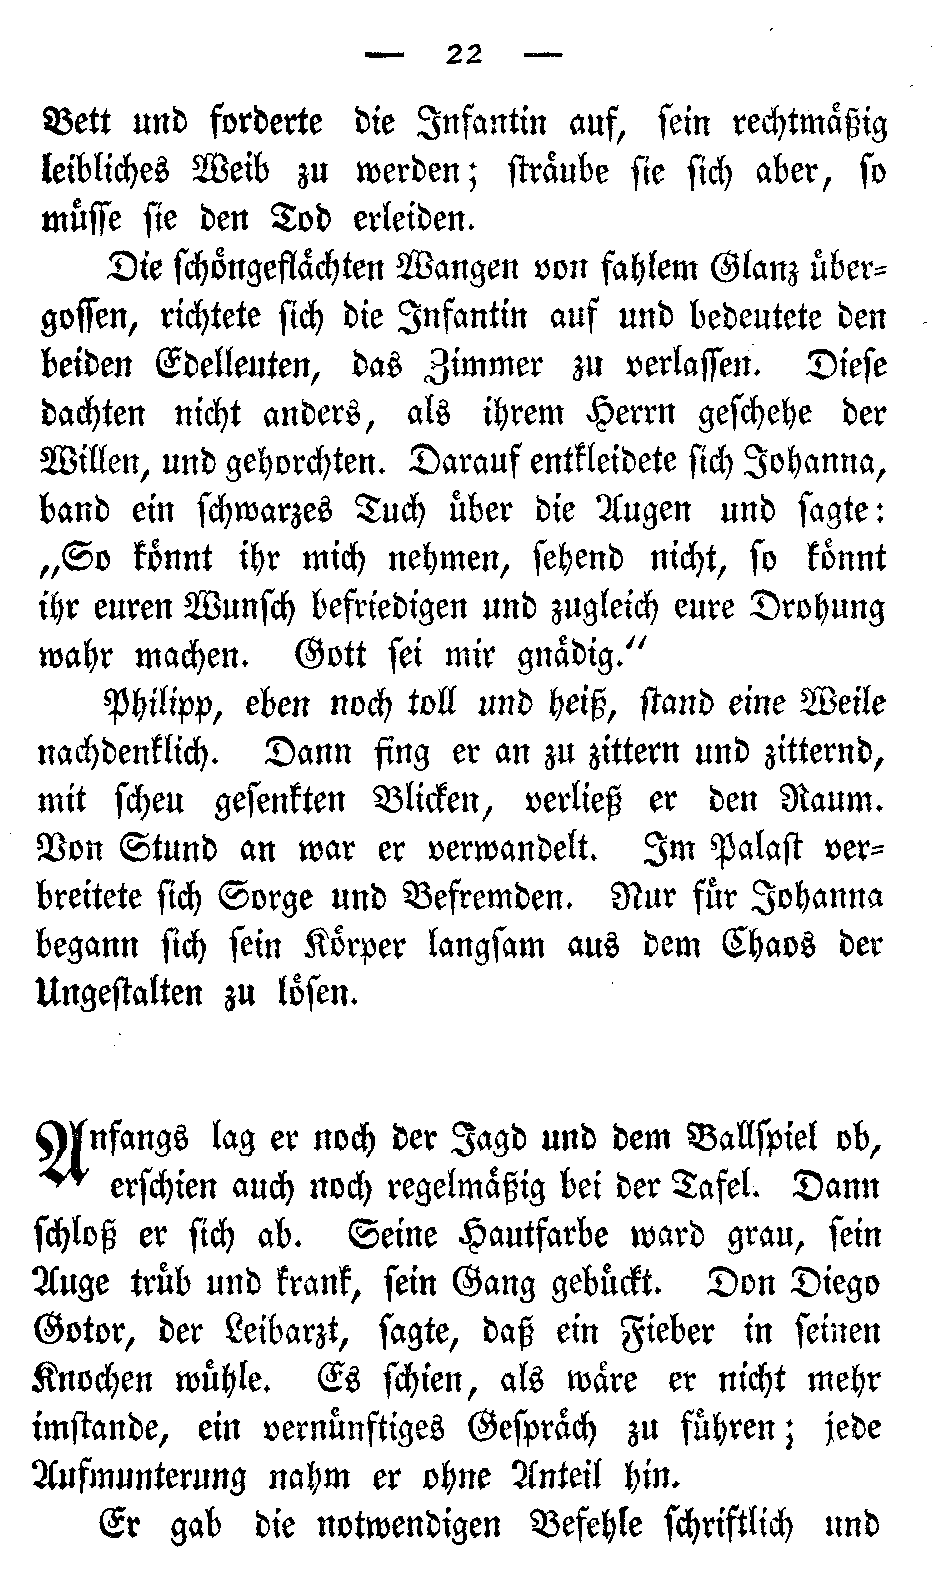 — 22 —
Bett und forderte die Infantin auf, sein rechtmäßig
leibliches Weib zu werden; sträube sie sich aber, so
müsse sie den Tod erleiden.
Die schöngeflächten Wangen von fahlem Glanz über-
gossen, richtete sich die Infantin auf und bedeutete den
beiden Edelleuten, das Zimmer zu verlassen. Diese
dachten nicht anders, als ihrem Herrn geschehe der
Willen, und gehorchten. Darauf entkleidete sich Johanna,
band ein schwarzes Tuch über die Augen und sagte:
„So könnt ihr mich nehmen, sehend nicht, so könnt
ihr euren Wunsch befriedigen und zugleich eure Drohung
wahr machen. Gott sei mir gnädig.“
Philipp, eben noch toll und heiß, stand eine Weile
nachdenklich. Dann fing er an zu zittern und zitternd,
mit scheu gesenkten Blicken, verließ er den Raum.
Von Stund an war er verwandelt. Im Palast ver-
breitete sich Sorge und Befremden. Nur für Johanna
begann sich sein Körper langsam aus dem Chaos der
Ungestalten zu lösen.
Anfangs lag er noch der Jagd und dem Ballspiel ob,
erschien auch noch regelmäßig bei der Tafel. Dann
schloß er sich ab. Seine Hautfarbe ward grau, sein
Auge trüb und krank, sein Gang gebückt. Don Diego
Gotor, der Leibarzt, sagte, daß ein Fieber in seinen
Knochen wühle. Es schien, als wäre er nicht mehr
imstande, ein vernünftiges Gespräch zu führen; jede
Aufmunterung nahm er ohne Anteil hin.
Er gab die notwendigen Befehle schriftlich und